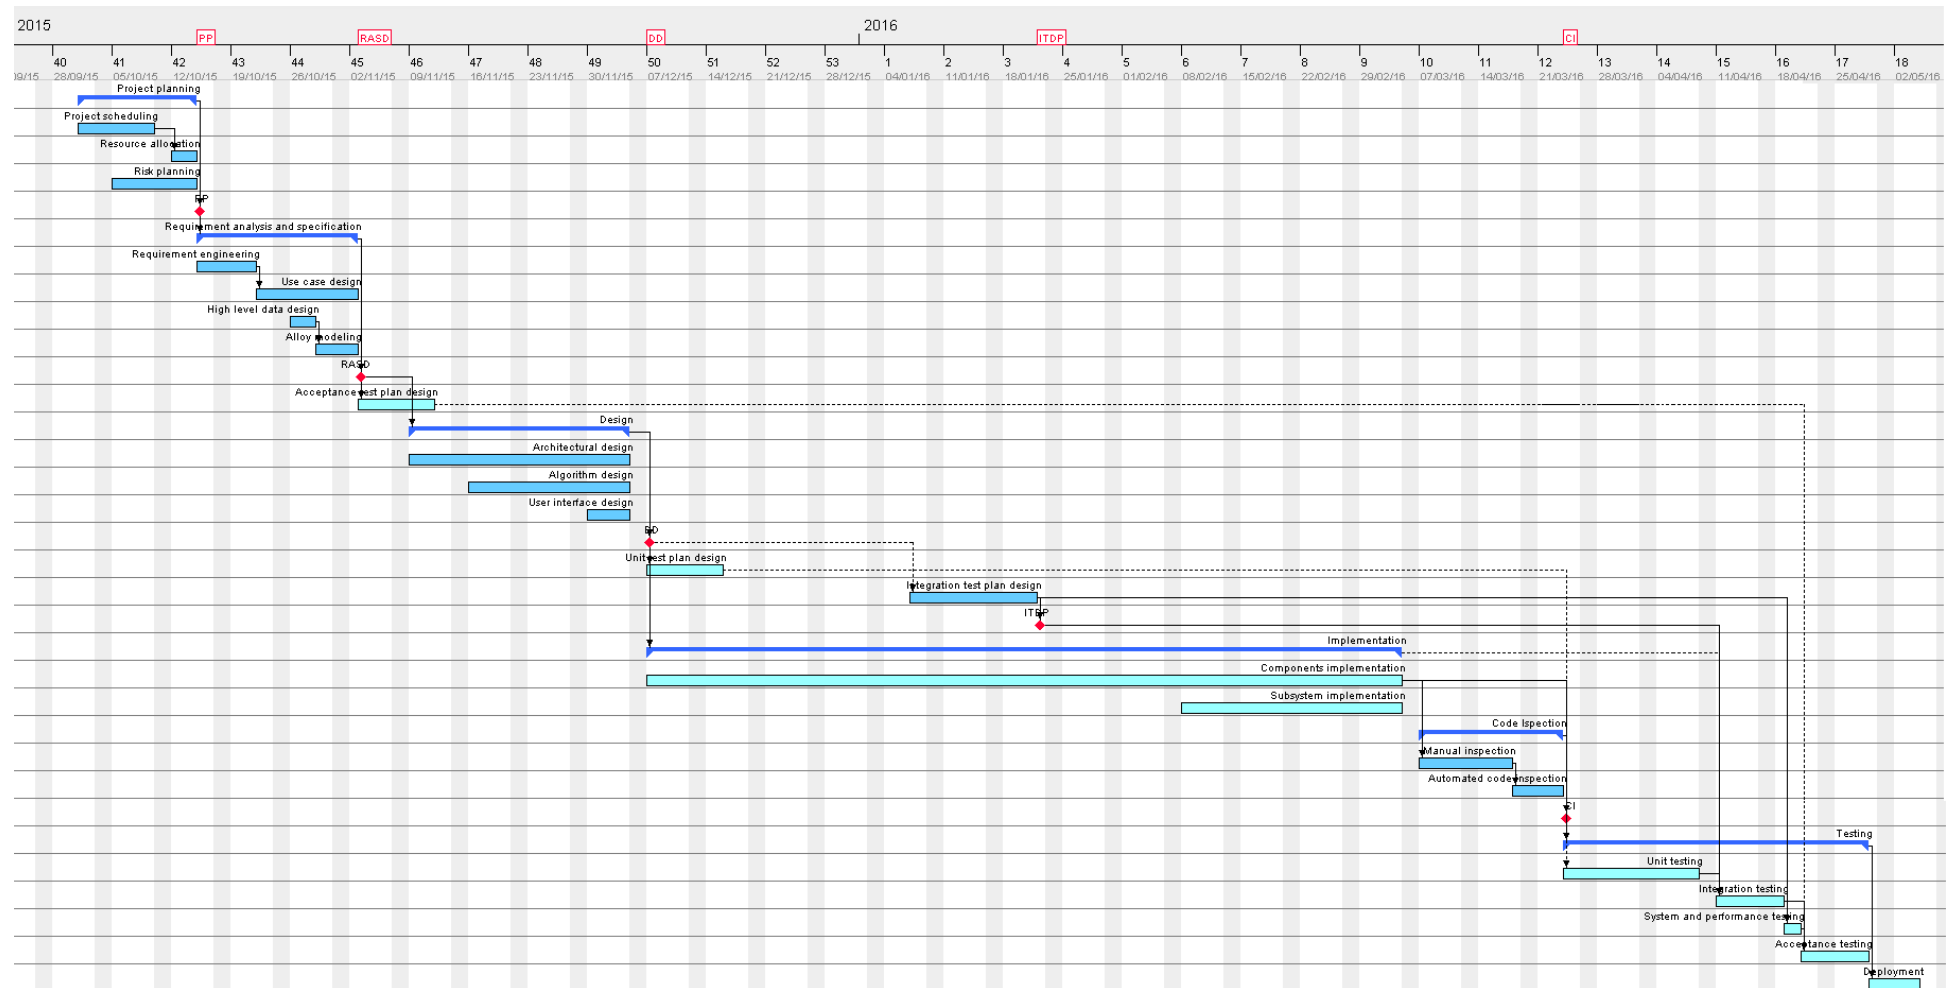 2015 2016
PP RASD DD ITDP CI
40 41 42 43 44 45 46 47 48 49 50 51 52 53 1 2 3 4 5 6 7 8 9 10 11 12 13 14 15 16 17 18
09/15 28/09/15 05/10/15 12/10/15 19/10/15 26/10/15 02/11/15 09/11/15 16/11/15 23/11/15 30/11/15 07/12/15 14/12/15 21/12/15 28/12/15 04/01/16 11/01/16 18/01/16 25/01/16 01/02/16 08/02/16 15/02/16 22/02/16 29/02/16 07/03/16 14/03/16 21/03/16 28/03/16 04/04/16 11/04/16 18/04/16 25/04/16 02/05/16
Project planning
Project scheduling
Resource allocation
Risk planning
PP
Requirement analysis and specification
Requirement engineering
Use case design
High level data design
Alloy modeling
RASD
Acceptance test plan design
Design
Architectural design
Algorithm design
User interface design
DD
Unit test plan design
Integration test plan design
ITDP
Implementation
Components implementation
Subsystem implementation
Code Ispection
Manual inspection
Automated code inspection
CI
Testing
Unit testing
Integration testing
System and performance testing
Acceptance testing
Deployment